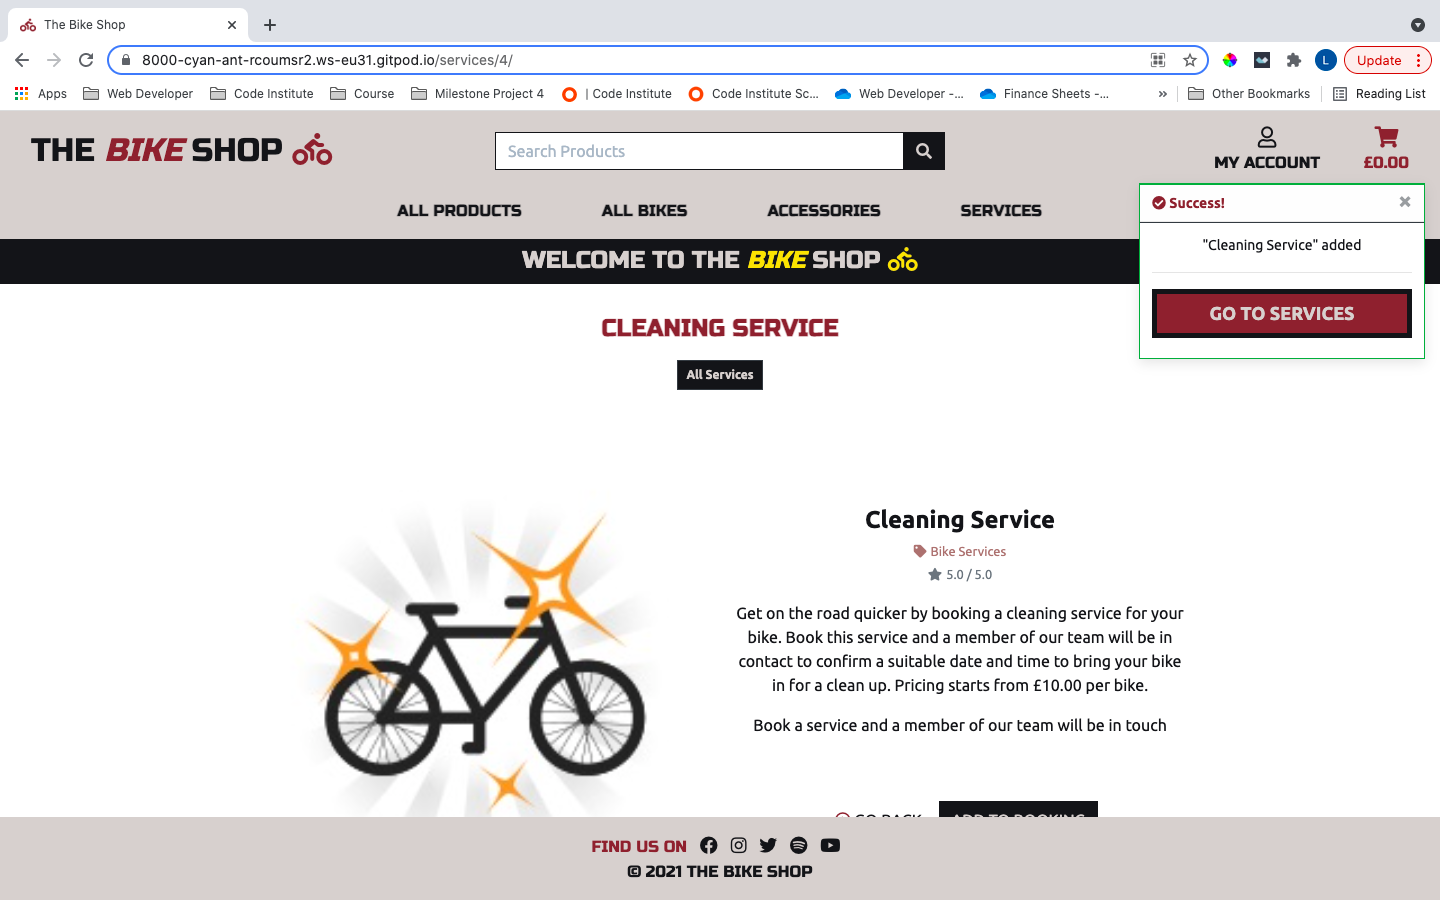 The Bike Shop
8000-cyan-ant-rcoumsr2.ws-eu31.gitpod.io/services/4/
L
Update
Apps
Web Developer
Code Institute
Course
Milestone Project 4
| Code Institute
Code Institute Sc...
Web Developer -...
Finance Sheets -...
»
Other Bookmarks
Reading List
THE BIKE SHOP
Search Products
MY ACCOUNT
£0.00
ALL PRODUCTS
ALL BIKES
ACCESSORIES
SERVICES
Success!
"Cleaning Service" added
GO TO SERVICES
WELCOME TO THE BIKE SHOP
CLEANING SERVICE
All Services
Cleaning Service
Bike Services
5.0 / 5.0
Get on the road quicker by booking a cleaning service for your
bike. Book this service and a member of our team will be in
contact to confirm a suitable date and time to bring your bike
in for a clean up. Pricing starts from £10.00 per bike.
Book a service and a member of our team will be in touch
GO BACK
ADD TO BOOKING
FIND US ON
© 2021 THE BIKE SHOP